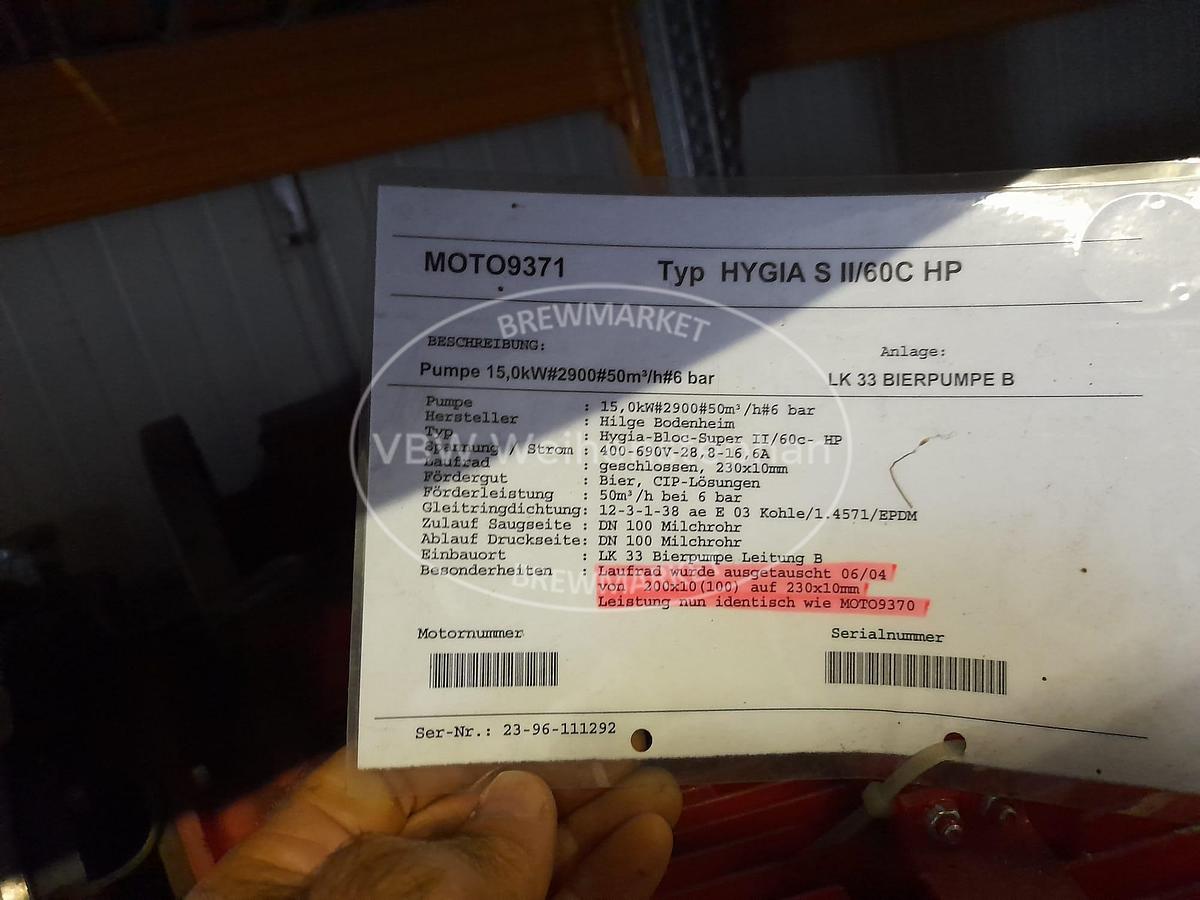 MOTO9371 Typ HYGIA S II/60C HP
BREWMARKET
BESCHREIBUNG: Anlage:
Pumpe 15,0kW#2900#50m³/h#6 bar LK 33 BIERPUMPE B
Pumpe : 15,0kW#2900#50m³/h#6 bar
Hersteller : Hilge Bodenheim
Typ : Hygia-Bloc-Super II/60c- HP
VBW
Spannung / Strom : 400-690V-28,8-16,6A
Laufrad : geschlossen, 230x10mm
Fördergut : Bier, CIP-Lösungen
Förderleistung : 50m³/h bei 6 bar
Gleitringdichtung: 12-3-1-38 ae E 03 Kohle/1.4571/EPDM
Zulauf Saugseite : DN 100 Milchrohr
Ablauf Druckseite: DN 100 Milchrohr
Einbauort : LK 33 Bierpumpe Leitung B
Besonderheiten : Laufrad wurde ausgetauscht 06/04
BREWMARKET
von 200x10(100) auf 230x10mm
Leistung nun identisch wie MOTO9370
Motornummer Serialnummer
Ser-Nr.: 23-96-111292